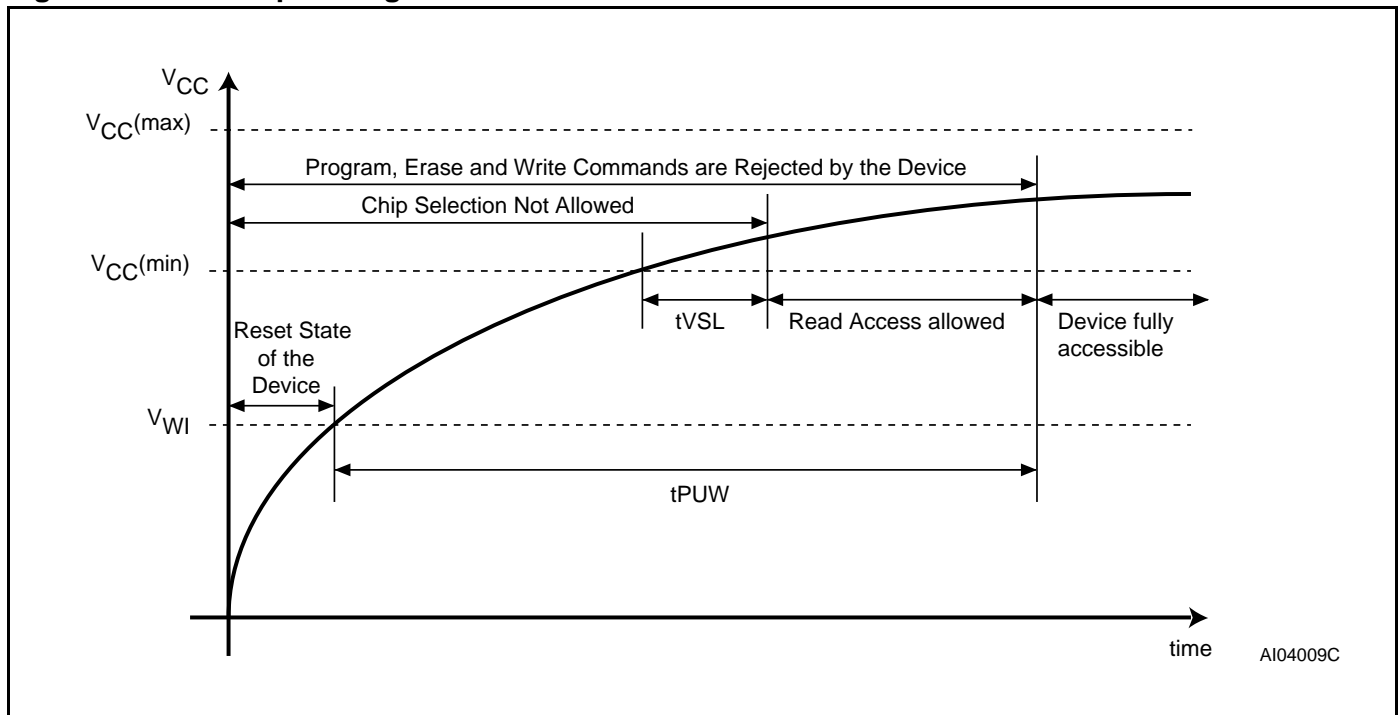 VCC
VCC(max)
Program, Erase and Write Commands are Rejected by the Device
Chip Selection Not Allowed
VCC(min)
tVSL
Read Access allowed
Device fully
accessible
Reset State
of the
Device
VWI
tPUW
time
AI04009C